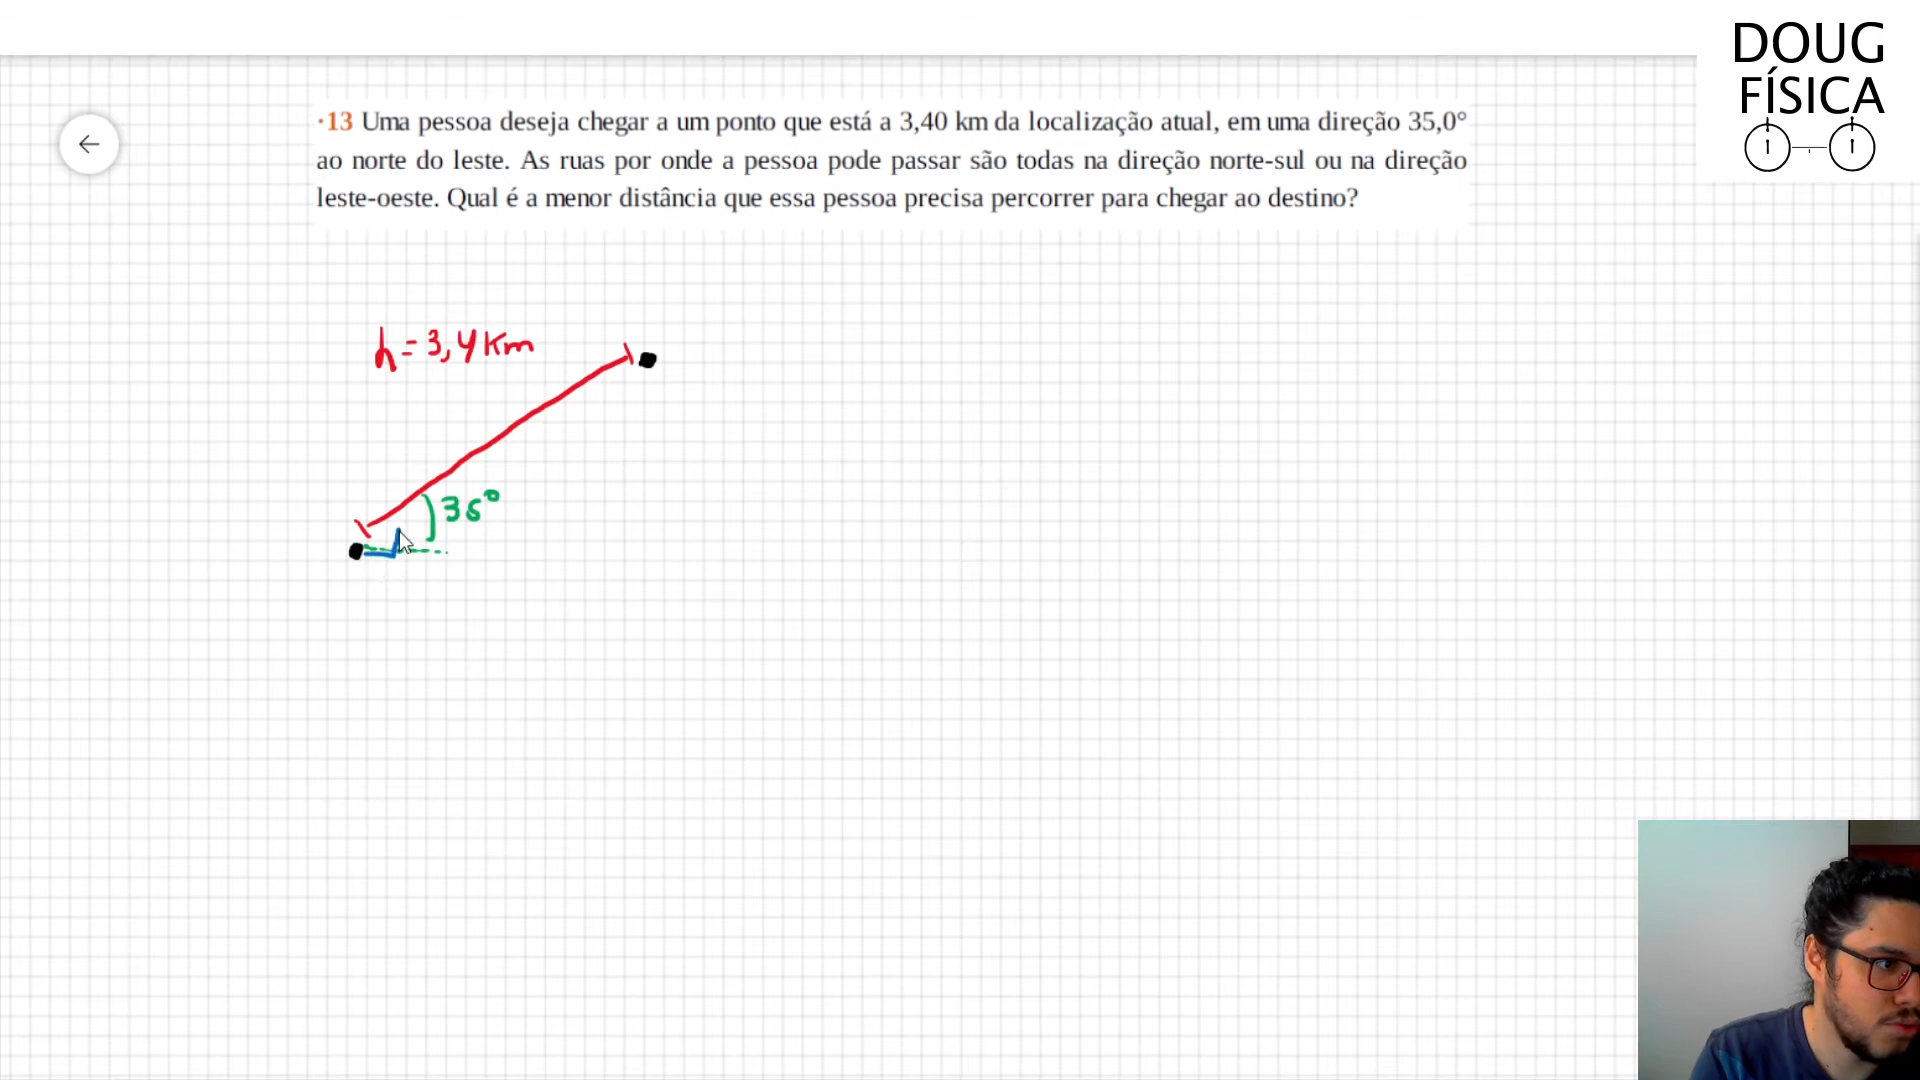 DOUG
FÍSICA
·13 Uma pessoa deseja chegar a um ponto que está a 3,40 km da localização atual, em uma direção 35,0°
ao norte do leste. As ruas por onde a pessoa pode passar são todas na direção norte-sul ou na direção
leste-oeste. Qual é a menor distância que essa pessoa precisa percorrer para chegar ao destino?
h = 3,4 Km
35°